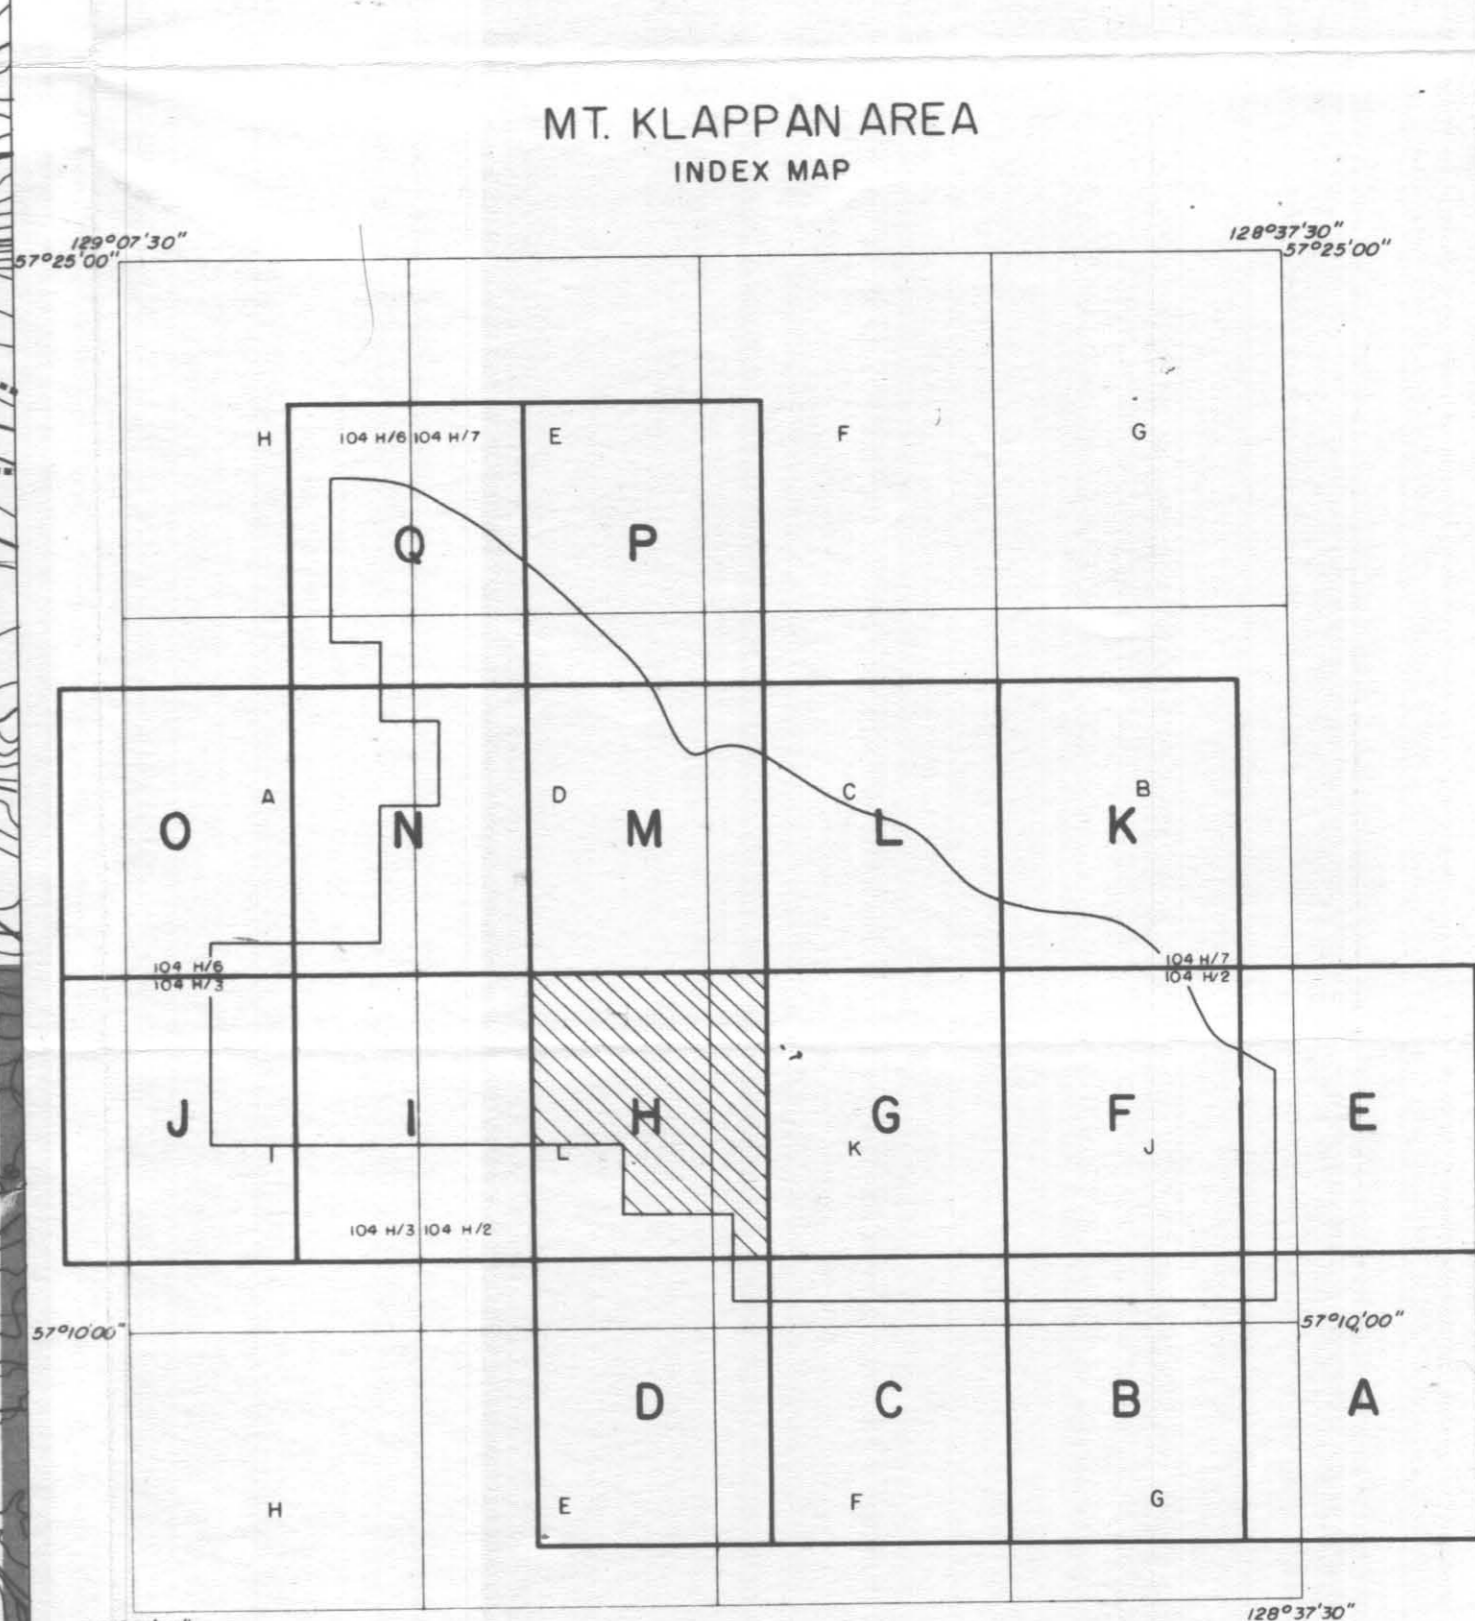 MT. KLAPPAN AREA
INDEX MAP
129°07'30" 128°37'30"
57°25'00" 57°25'00"
H 104 H/6 104 H/7 E F G
Q P
A D C B
O N M L K
104 H/6 104 H/7
104 H/3 104 H/2
J I H G F E
I L K J
104 H/3 104 H/2
57°10'00" 57°10'00"
D C B A
H E F G
128°37'30"